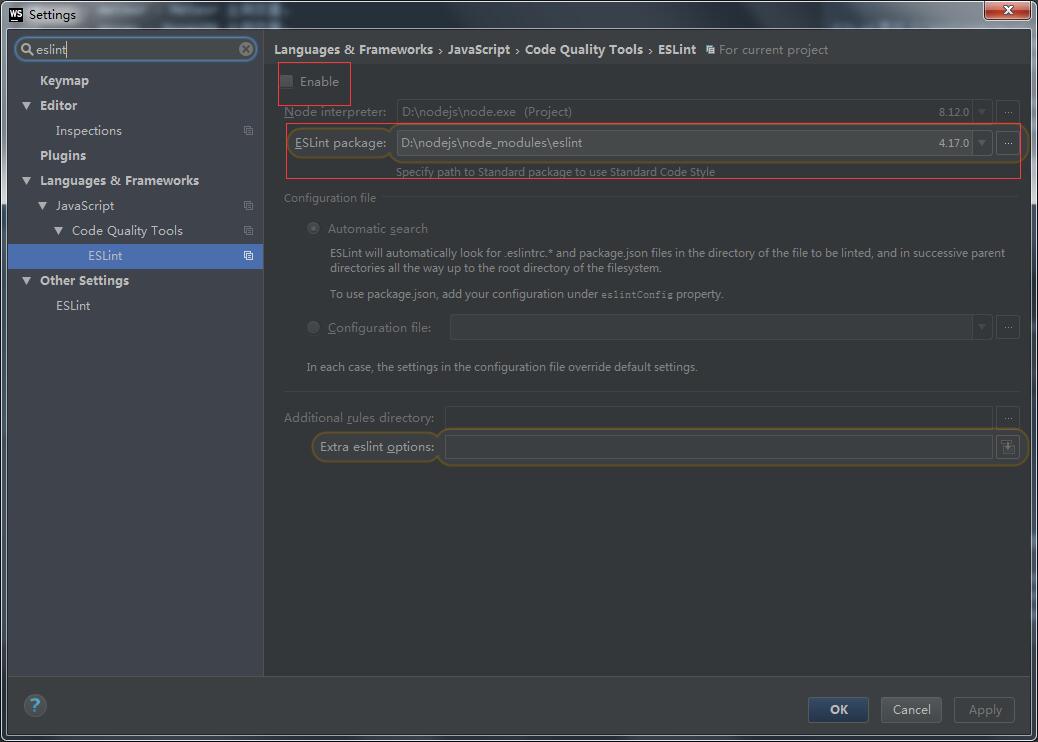 WS Settings
eslint
Keymap
Editor
Inspections
Plugins
Languages & Frameworks
JavaScript
Code Quality Tools
ESLint
Other Settings
ESLint
Languages & Frameworks › JavaScript › Code Quality Tools › ESLint For current project
Enable
Node interpreter: D:\nodejs\node.exe (Project) 8.12.0 ...
ESLint package: D:\nodejs\node_modules\eslint 4.17.0 ...
Specify path to Standard package to use Standard Code Style
Configuration file
Automatic search
ESLint will automatically look for .eslintrc.* and package.json files in the directory of the file to be linted, and in successive parent
directories all the way up to the root directory of the filesystem.
To use package.json, add your configuration under eslintConfig property.
Configuration file: ...
In each case, the settings in the configuration file override default settings.
Additional rules directory: ...
Extra eslint options:
?
OK Cancel Apply